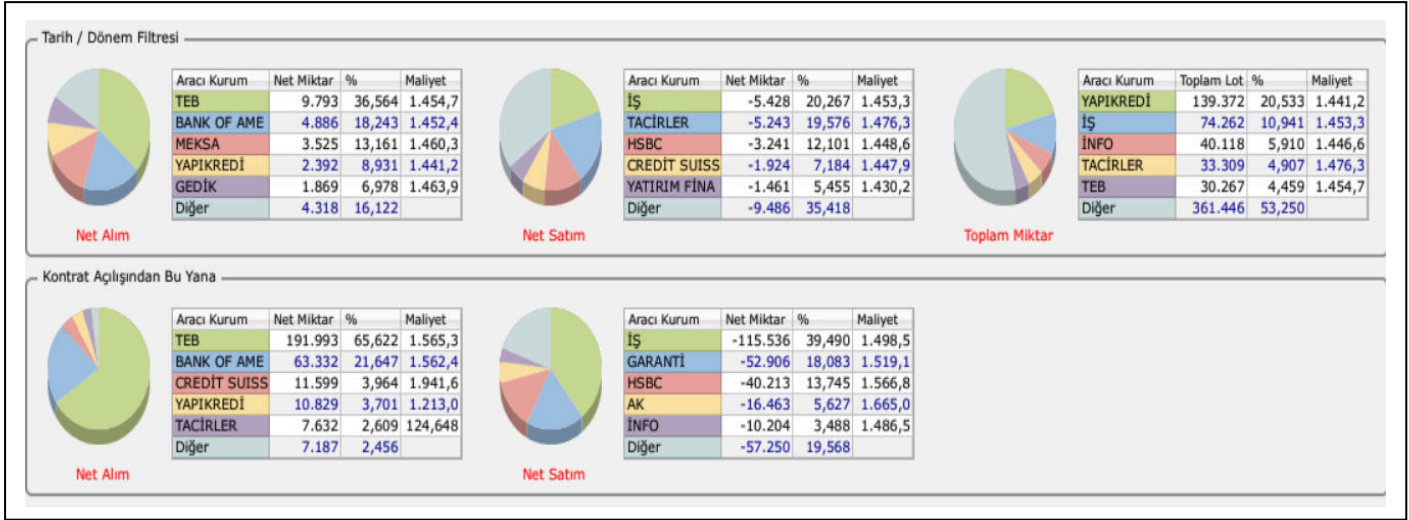 Tarih / Dönem Filtresi
Aracı Kurum Net Miktar % Maliyet
TEB 9.793 36,564 1.454,7
BANK OF AME 4.886 18,243 1.452,4
MEKSA 3.525 13,161 1.460,3
YAPIKREDİ 2.392 8,931 1.441,2
GEDİK 1.869 6,978 1.463,9
Diğer 4.318 16,122
Net Alım
Aracı Kurum Net Miktar % Maliyet
İŞ -5.428 20,267 1.453,3
TACİRLER -5.243 19,576 1.476,3
HSBC -3.241 12,101 1.448,6
CREDİT SUISS -1.924 7,184 1.447,9
YATIRIM FİNA -1.461 5,455 1.430,2
Diğer -9.486 35,418
Net Satım
Aracı Kurum Toplam Lot % Maliyet
YAPIKREDİ 139.372 20,533 1.441,2
İŞ 74.262 10,941 1.453,3
İNFO 40.118 5,910 1.446,6
TACİRLER 33.309 4,907 1.476,3
TEB 30.267 4,459 1.454,7
Diğer 361.446 53,250
Toplam Miktar
Kontrat Açılışından Bu Yana
Aracı Kurum Net Miktar % Maliyet
TEB 191.993 65,622 1.565,3
BANK OF AME 63.332 21,647 1.562,4
CREDİT SUISS 11.599 3,964 1.941,6
YAPIKREDİ 10.829 3,701 1.213,0
TACİRLER 7.632 2,609 124,648
Diğer 7.187 2,456
Net Alım
Aracı Kurum Net Miktar % Maliyet
İŞ -115.536 39,490 1.498,5
GARANTİ -52.906 18,083 1.519,1
HSBC -40.213 13,745 1.566,8
AK -16.463 5,627 1.665,0
İNFO -10.204 3,488 1.486,5
Diğer -57.250 19,568
Net Satım